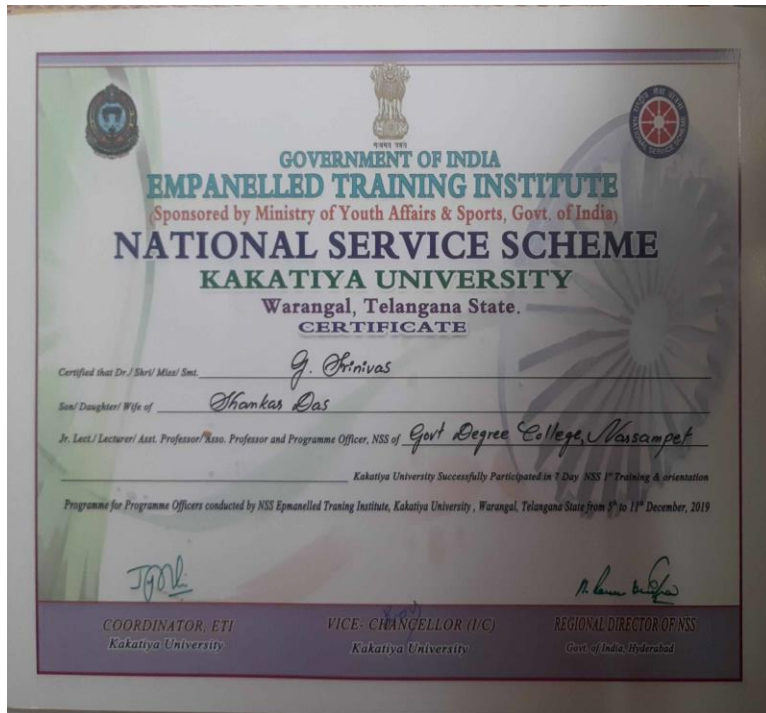 सत्यमेव जयते
GOVERNMENT OF INDIA
EMPANELLED TRAINING INSTITUTE
(Sponsored by Ministry of Youth Affairs & Sports, Govt. of India)
NATIONAL SERVICE SCHEME
KAKATIYA UNIVERSITY
Warangal, Telangana State.
CERTIFICATE
Certified that Dr./ Shri/ Miss/ Smt. G. Srinivas
Son/ Daughter/ Wife of Shankar Das
Jr. Lect./ Lecturer/ Asst. Professor/ Asso. Professor and Programme Officer, NSS of Govt Degree College, Narsampet
Kakatiya University Successfully Participated in 7 Day NSS 1st Training & orientation
Programme for Programme Officers conducted by NSS Epmanelled Traning Institute, Kakatiya University , Warangal, Telangana State from 5th to 11th December, 2019
COORDINATOR, ETI
Kakatiya University
VICE- CHANCELLOR (I/C)
Kakatiya University
REGIONAL DIRECTOR OF NSS
Govt. of India, Hyderabad